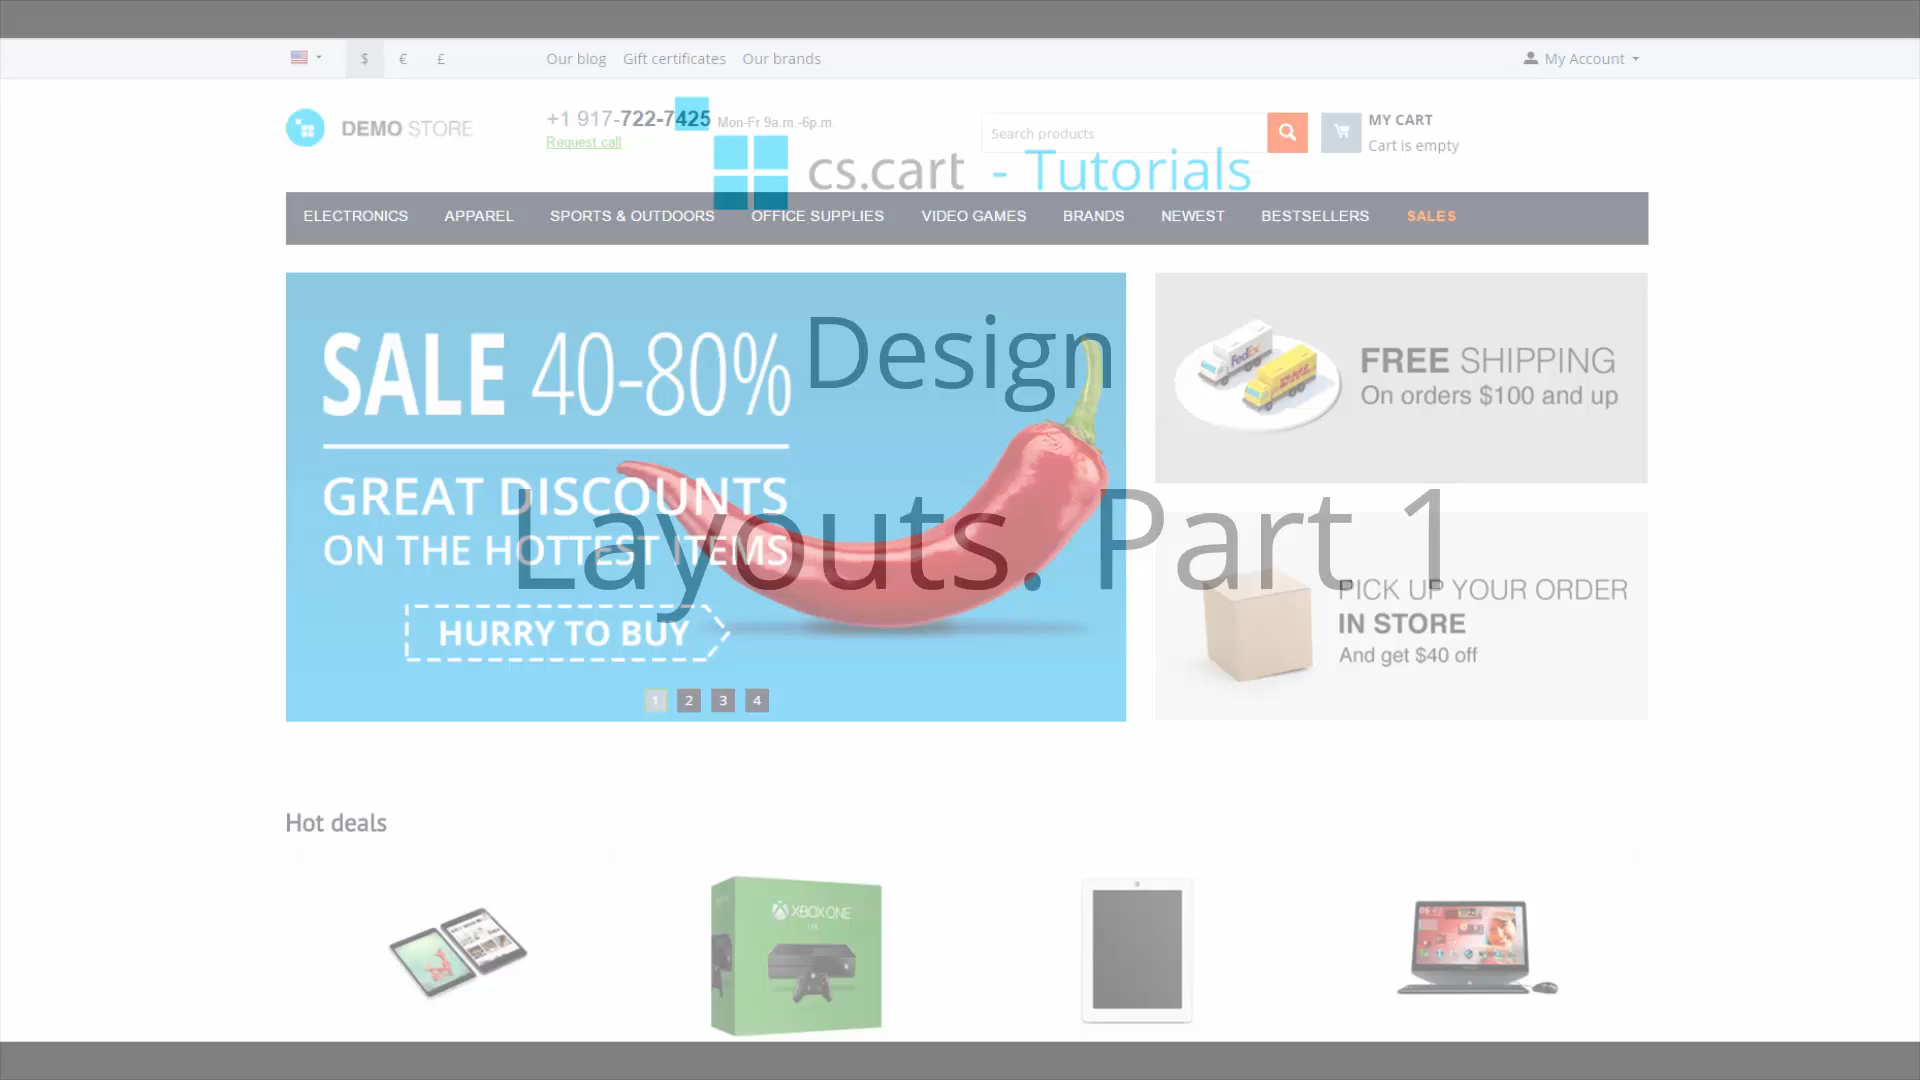 $ € £ Our blog Gift certificates Our brands My Account
DEMO STORE
+1 917-722-7425 Mon-Fr 9a.m.-6p.m.
Request call
Search products
MY CART
Cart is empty
cs.cart - Tutorials
ELECTRONICS APPAREL SPORTS & OUTDOORS OFFICE SUPPLIES VIDEO GAMES BRANDS NEWEST BESTSELLERS SALES
Design
Layouts. Part 1
SALE 40-80%
GREAT DISCOUNTS
ON THE HOTTEST ITEMS
HURRY TO BUY
1 2 3 4
FedEx
DHL
FREE SHIPPING
On orders $100 and up
PICK UP YOUR ORDER
IN STORE
And get $40 off
Hot deals
XBOX ONE